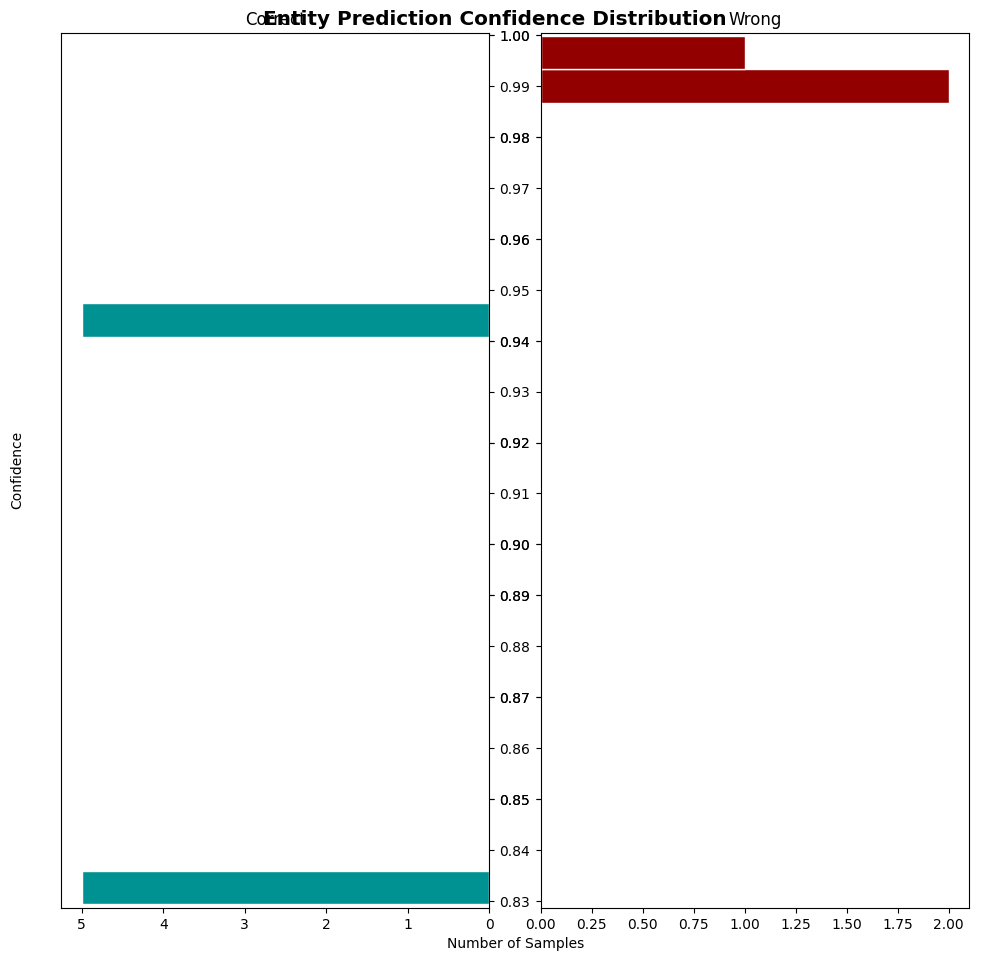 Entity Prediction Confidence Distribution
Correct
Wrong
1.00
0.99
0.98
0.97
0.96
0.95
0.94
0.93
0.92
0.91
0.90
0.89
0.88
0.87
0.86
0.85
0.84
0.83
Confidence
5 4 3 2 1 0
0.00 0.25 0.50 0.75 1.00 1.25 1.50 1.75 2.00
Number of Samples